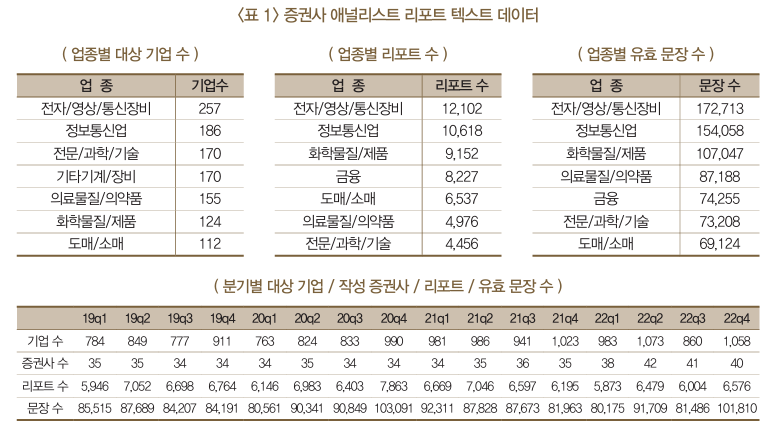 <표 1> 증권사 애널리스트 리포트 텍스트 데이터
( 업종별 대상 기업 수 )
업 종 기업수
전자/영상/통신장비 257
정보통신업 186
전문/과학/기술 170
기타기계/장비 170
의료물질/의약품 155
화학물질/제품 124
도매/소매 112
( 업종별 리포트 수 )
업 종 리포트 수
전자/영상/통신장비 12,102
정보통신업 10,618
화학물질/제품 9,152
금융 8,227
도매/소매 6,537
의료물질/의약품 4,976
전문/과학/기술 4,456
( 업종별 유효 문장 수 )
업 종 문장 수
전자/영상/통신장비 172,713
정보통신업 154,058
화학물질/제품 107,047
의료물질/의약품 87,188
금융 74,255
전문/과학/기술 73,208
도매/소매 69,124
( 분기별 대상 기업 / 작성 증권사 / 리포트 / 유효 문장 수 )
19q1 19q2 19q3 19q4 20q1 20q2 20q3 20q4 21q1 21q2 21q3 21q4 22q1 22q2 22q3 22q4
기업 수 784 849 777 911 763 824 833 990 981 986 941 1,023 983 1,073 860 1,058
증권사 수 35 35 34 34 34 35 34 34 34 35 36 35 38 42 41 40
리포트 수 5,946 7,052 6,698 6,764 6,146 6,983 6,403 7,863 6,669 7,046 6,597 6,195 5,873 6,479 6,004 6,576
문장 수 85,515 87,689 84,207 84,191 80,561 90,341 90,849 103,091 92,311 87,828 87,673 81,963 80,175 91,709 81,486 101,810